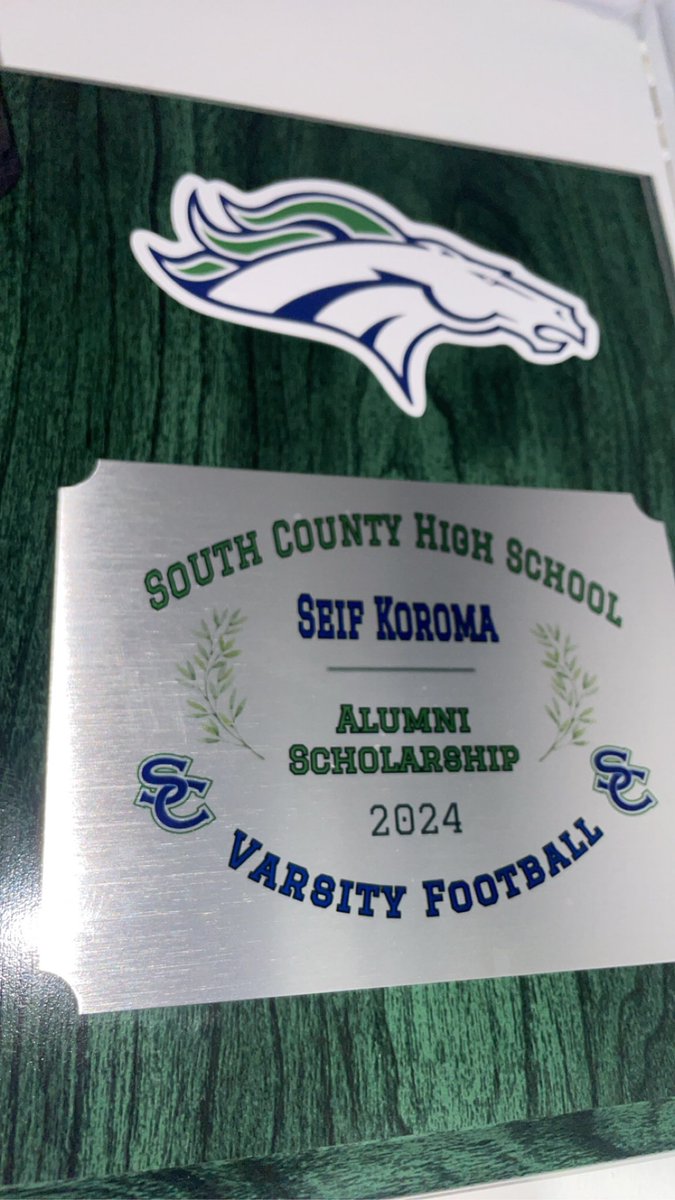 South County High School
Seif Koroma
Alumni
Scholarship
SC
SC
2024
Varsity Football